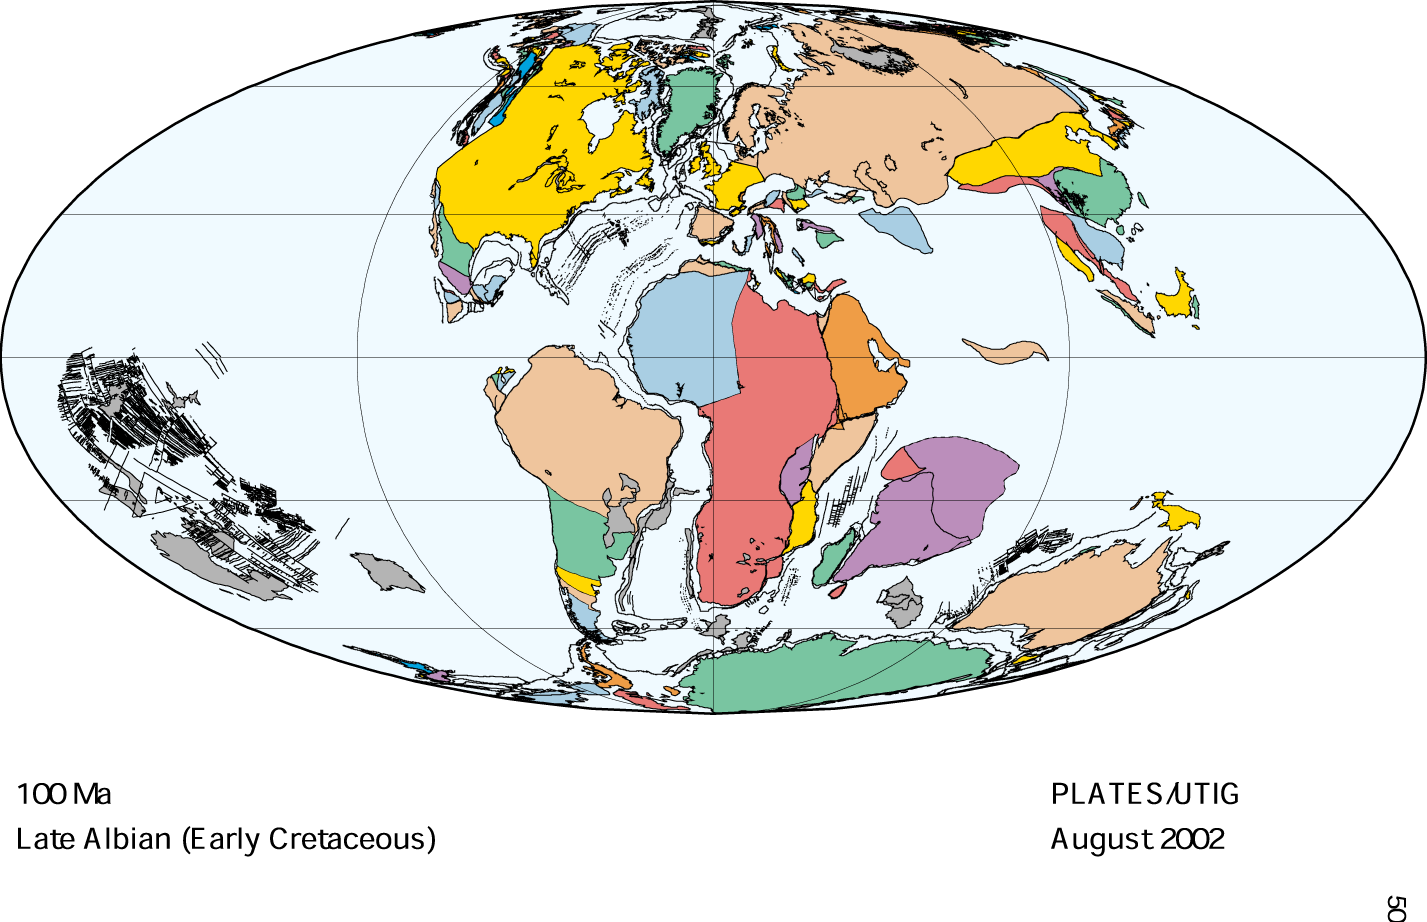 100 Ma
Late Albian (Early Cretaceous)
PLATES/UTIG
August 2002
50